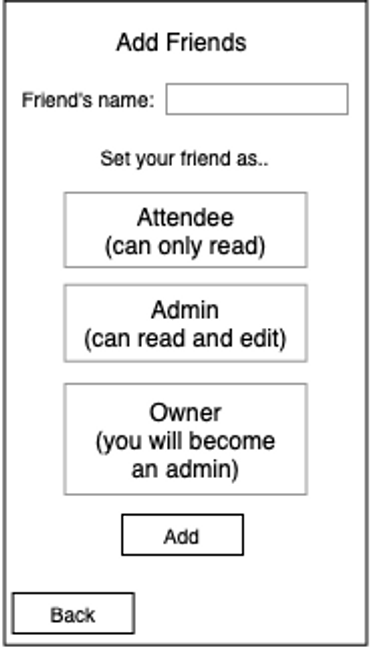 Add Friends
Friend's name:
Set your friend as..
Attendee
(can only read)
Admin
(can read and edit)
Owner
(you will become
an admin)
Add
Back